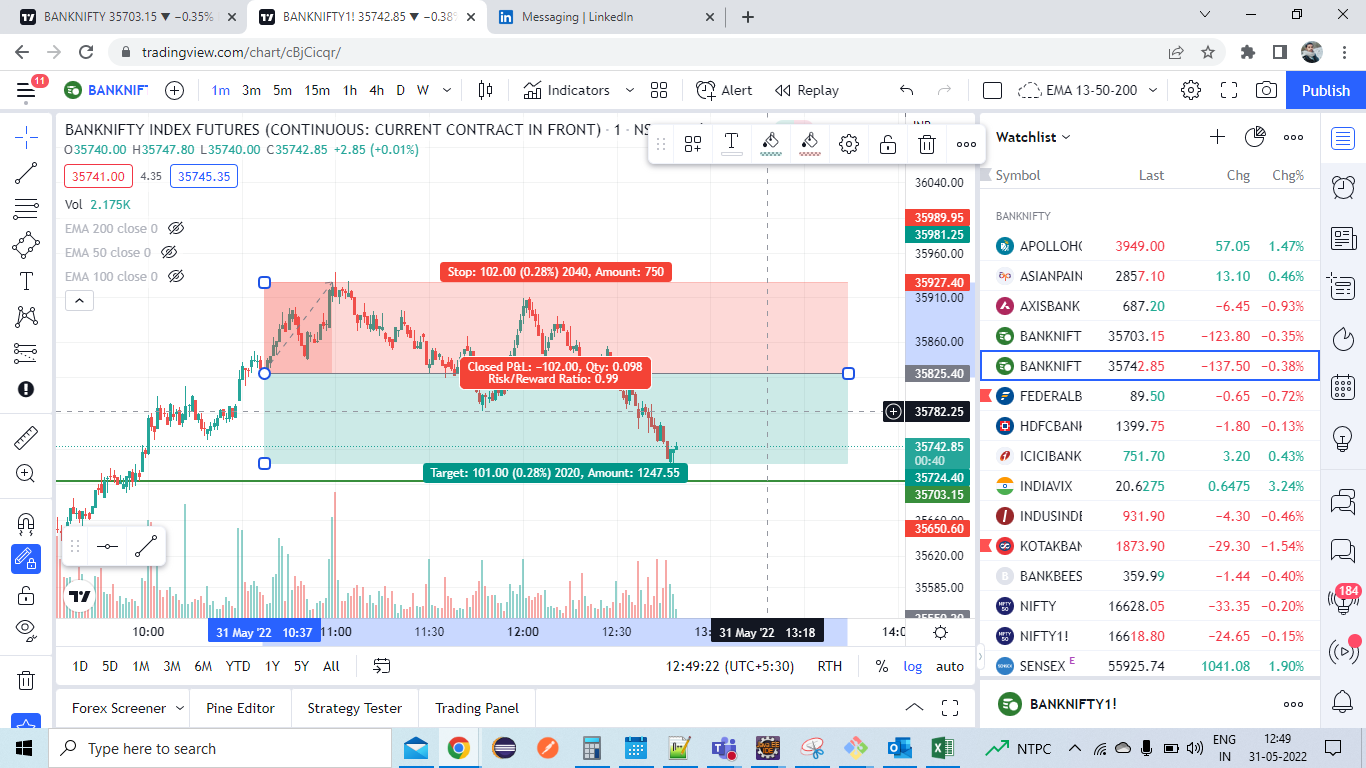 BANKNIFTY 35703.15 ▼ −0.35%
BANKNIFTY1! 35742.85 ▼ −0.38%
Messaging | LinkedIn
tradingview.com/chart/cBjCicqr/
11
BANKNIF
1m 3m 5m 15m 1h 4h D W
Indicators
Alert
Replay
EMA 13-50-200
Publish
BANKNIFTY INDEX FUTURES (CONTINUOUS: CURRENT CONTRACT IN FRONT) · 1 · NS
O35740.00 H35747.80 L35740.00 C35742.85 +2.85 (+0.01%)
35741.00 4.35 35745.35
Vol 2.175K
EMA 200 close 0
EMA 50 close 0
EMA 100 close 0
Stop: 102.00 (0.28%) 2040, Amount: 750
Closed P&L: −102.00, Qty: 0.098
Risk/Reward Ratio: 0.99
Target: 101.00 (0.28%) 2020, Amount: 1247.55
36040.00
35989.95
35981.25
35960.00
35927.40
35910.00
35860.00
35825.40
35782.25
35742.85
00:40
35724.40
35703.15
35660.00
35650.60
35620.00
35585.00
10:00 31 May '22 10:37 11:00 11:30 12:00 12:30 31 May '22 13:18
1D 5D 1M 3M 6M YTD 1Y 5Y All
12:49:22 (UTC+5:30) RTH % log auto
Forex Screener Pine Editor Strategy Tester Trading Panel
Watchlist
Symbol Last Chg Chg%
BANKNIFTY
APOLLOHO 3949.00 57.05 1.47%
ASIANPAIN 2857.10 13.10 0.46%
AXISBANK 687.20 −6.45 −0.93%
BANKNIFT 35703.15 −123.80 −0.35%
BANKNIFT 35742.85 −137.50 −0.38%
FEDERALB 89.50 −0.65 −0.72%
HDFCBANK 1399.75 −1.80 −0.13%
ICICIBANK 751.70 3.20 0.43%
INDIAVIX 20.6275 0.6475 3.24%
INDUSINDB 931.90 −4.30 −0.46%
KOTAKBAN 1873.90 −29.30 −1.54%
BANKBEES 359.99 −1.44 −0.40%
NIFTY 16628.05 −33.35 −0.20%
NIFTY1! 16618.80 −24.65 −0.15%
SENSEX E 55925.74 1041.08 1.90%
BANKNIFTY1!
184
Type here to search
NTPC
ENG
IN
12:49
31-05-2022